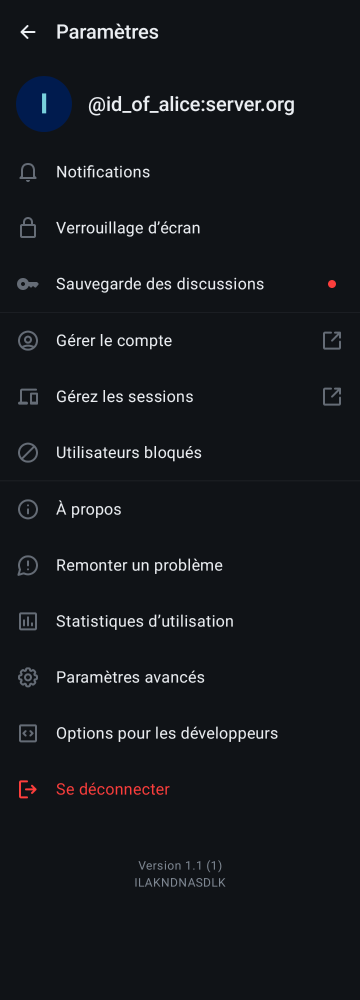 Paramètres
I
@id_of_alice:server.org
Notifications
Verrouillage d’écran
Sauvegarde des discussions
Gérer le compte
Gérez les sessions
Utilisateurs bloqués
À propos
Remonter un problème
Statistiques d’utilisation
Paramètres avancés
Options pour les développeurs
Se déconnecter
Version 1.1 (1)
ILAKNDNASDLK